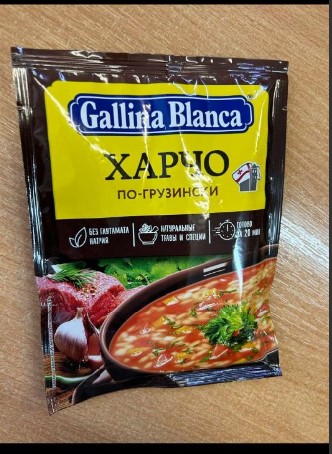 Gallina Blanca
ХАРЧО
ПО-ГРУЗИНСКИ
БЕЗ ГЛУТАМАТА
НАТРИЯ
НАТУРАЛЬНЫЕ
ТРАВЫ И СПЕЦИИ
ГОТОВО
ЗА 20 МИН